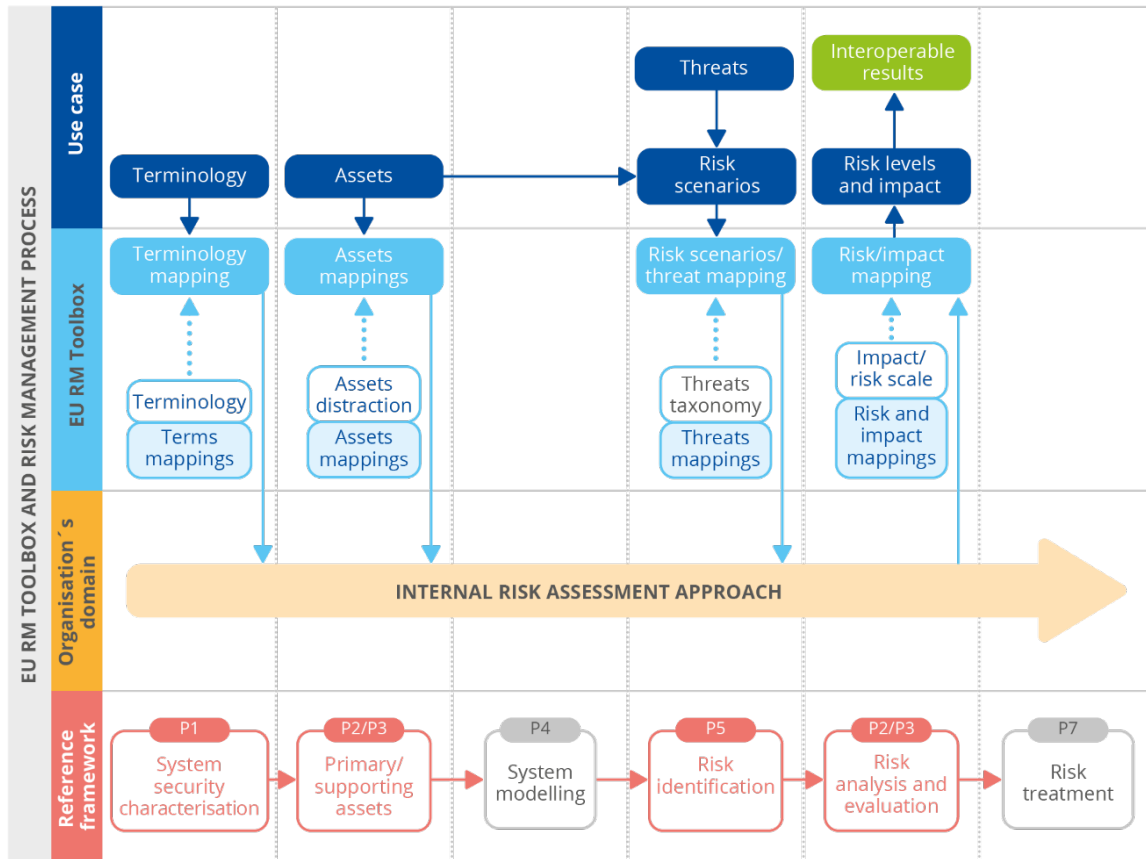 EU RM TOOLBOX AND RISK MANAGEMENT PROCESS
Use case
Threats
Interoperable
results
Terminology
Assets
Risk
scenarios
Risk levels
and impact
EU RM Toolbox
Terminology
mapping
Assets
mappings
Risk scenarios/
threat mapping
Risk/impact
mapping
Terminology
Terms
mappings
Assets
distraction
Assets
mappings
Threats
taxonomy
Threats
mappings
Impact/
risk scale
Risk and
impact
mappings
Organisation´s
domain
INTERNAL RISK ASSESSMENT APPROACH
Reference
framework
P1
System
security
characterisation
P2/P3
Primary/
supporting
assets
P4
System
modelling
P5
Risk
identification
P2/P3
Risk
analysis and
evaluation
P7
Risk
treatment